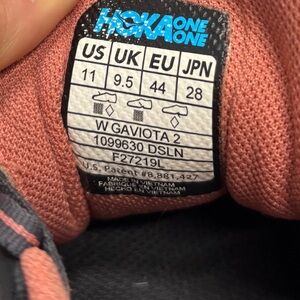 HOKA ONE ONE
US UK EU JPN
11 9.5 44 28
W GAVIOTA 2
1099630 DSLN
F27219L
U.S. Patent #8,881,427
MADE IN VIETNAM
FABRIQUÉ EN VIETNAM
HECHO EN VIETNAM